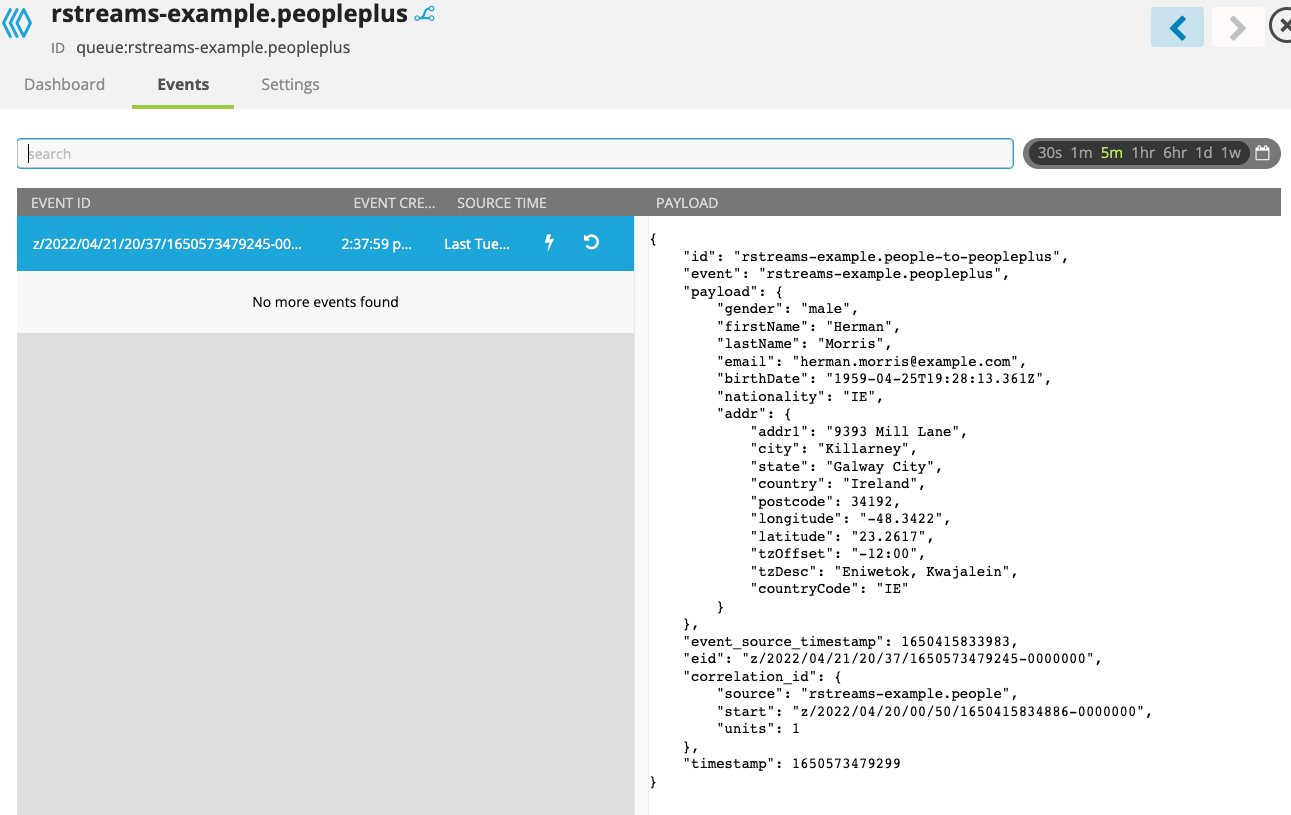 rstreams-example.peopleplus
ID queue:rstreams-example.peopleplus
Dashboard Events Settings
search
30s 1m 5m 1hr 6hr 1d 1w
EVENT ID EVENT CRE... SOURCE TIME PAYLOAD
z/2022/04/21/20/37/1650573479245-00... 2:37:59 p... Last Tue...
No more events found
{
    "id": "rstreams-example.people-to-peopleplus",
    "event": "rstreams-example.peopleplus",
    "payload": {
        "gender": "male",
        "firstName": "Herman",
        "lastName": "Morris",
        "email": "herman.morris@example.com",
        "birthDate": "1959-04-25T19:28:13.361Z",
        "nationality": "IE",
        "addr": {
            "addr1": "9393 Mill Lane",
            "city": "Killarney",
            "state": "Galway City",
            "country": "Ireland",
            "postcode": 34192,
            "longitude": "-48.3422",
            "latitude": "23.2617",
            "tzOffset": "-12:00",
            "tzDesc": "Eniwetok, Kwajalein",
            "countryCode": "IE"
        }
    },
    "event_source_timestamp": 1650415833983,
    "eid": "z/2022/04/21/20/37/1650573479245-0000000",
    "correlation_id": {
        "source": "rstreams-example.people",
        "start": "z/2022/04/20/00/50/1650415834886-0000000",
        "units": 1
    },
    "timestamp": 1650573479299
}